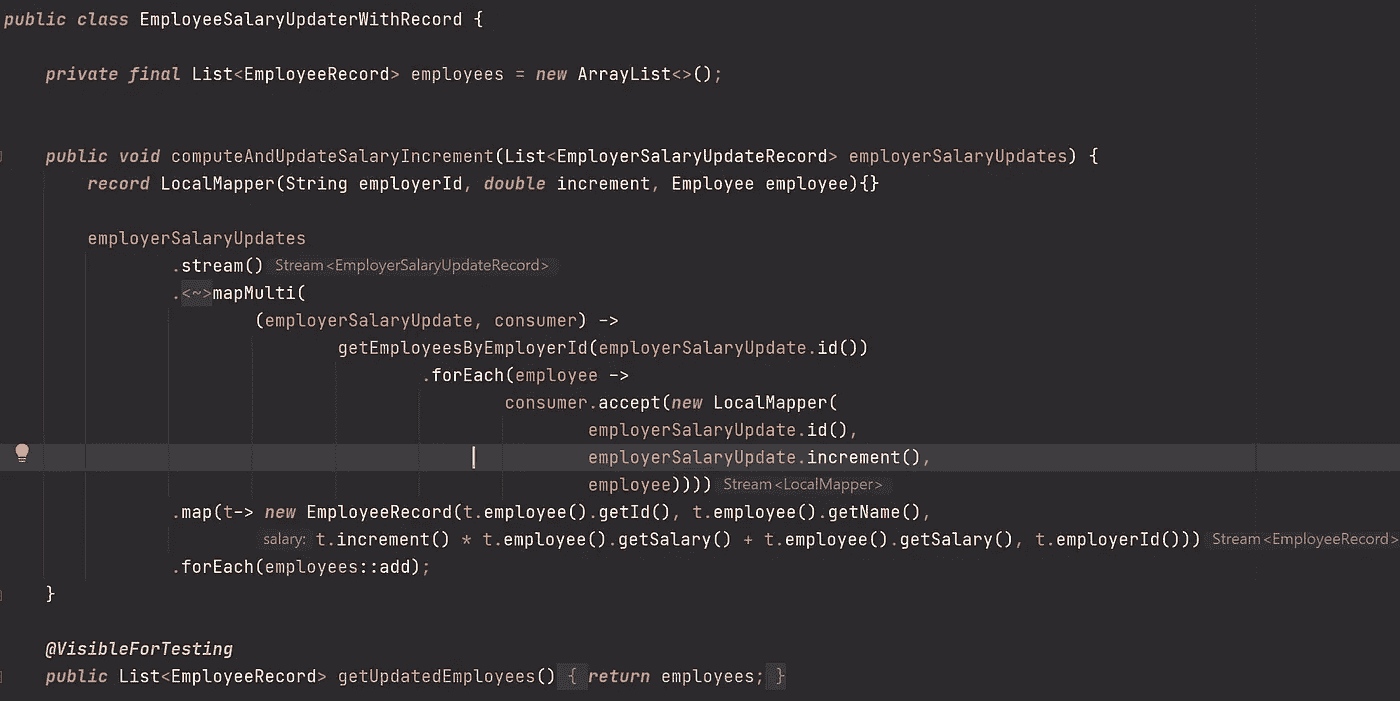 public class EmployeeSalaryUpdaterWithRecord {
private final List<EmployeeRecord> employees = new ArrayList<>();
public void computeAndUpdateSalaryIncrement(List<EmployerSalaryUpdateRecord> employerSalaryUpdates) {
record LocalMapper(String employerId, double increment, Employee employee){}
employerSalaryUpdates
.stream() Stream<EmployerSalaryUpdateRecord>
.<~>mapMulti(
(employerSalaryUpdate, consumer) ->
getEmployeesByEmployerId(employerSalaryUpdate.id())
.forEach(employee ->
consumer.accept(new LocalMapper(
employerSalaryUpdate.id(),
employerSalaryUpdate.increment(),
employee)))) Stream<LocalMapper>
.map(t-> new EmployeeRecord(t.employee().getId(), t.employee().getName(),
salary: t.increment() * t.employee().getSalary() + t.employee().getSalary(), t.employerId())) Stream<EmployeeRecord>
.forEach(employees::add);
}
@VisibleForTesting
public List<EmployeeRecord> getUpdatedEmployees() { return employees; }